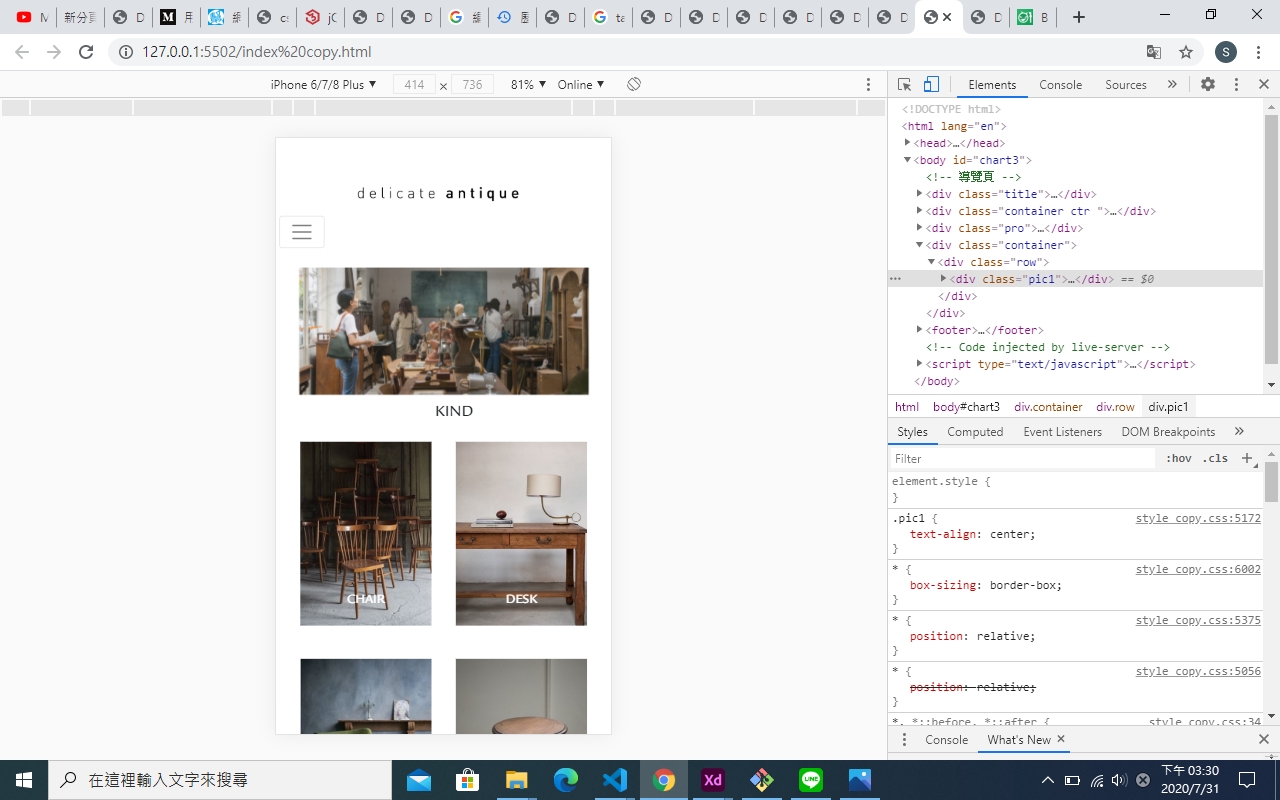 新分頁
127.0.0.1:5502/index%20copy.html
S
iPhone 6/7/8 Plus ▼ 414 × 736 81% ▼ Online ▼
delicate antique
KIND
CHAIR
DESK
Elements Console Sources »
<!DOCTYPE html>
<html lang="en">
<head>…</head>
<body id="chart3">
<!-- 導覽頁 -->
<div class="title">…</div>
<div class="container ctr ">…</div>
<div class="pro">…</div>
<div class="container">
<div class="row">
<div class="pic1">…</div> == $0
</div>
</div>
<footer>…</footer>
<!-- Code injected by live-server -->
<script type="text/javascript">…</script>
</body>
html body#chart3 div.container div.row div.pic1
Styles Computed Event Listeners DOM Breakpoints »
Filter :hov .cls +
element.style {
}
.pic1 { style copy.css:5172
text-align: center;
}
* { style copy.css:6002
box-sizing: border-box;
}
* { style copy.css:5375
position: relative;
}
* { style copy.css:5056
position: relative;
}
*, *::before, *::after { style copy.css:34
Console What's New ×
在這裡輸入文字來搜尋
Xd
LINE
下午 03:30
2020/7/31